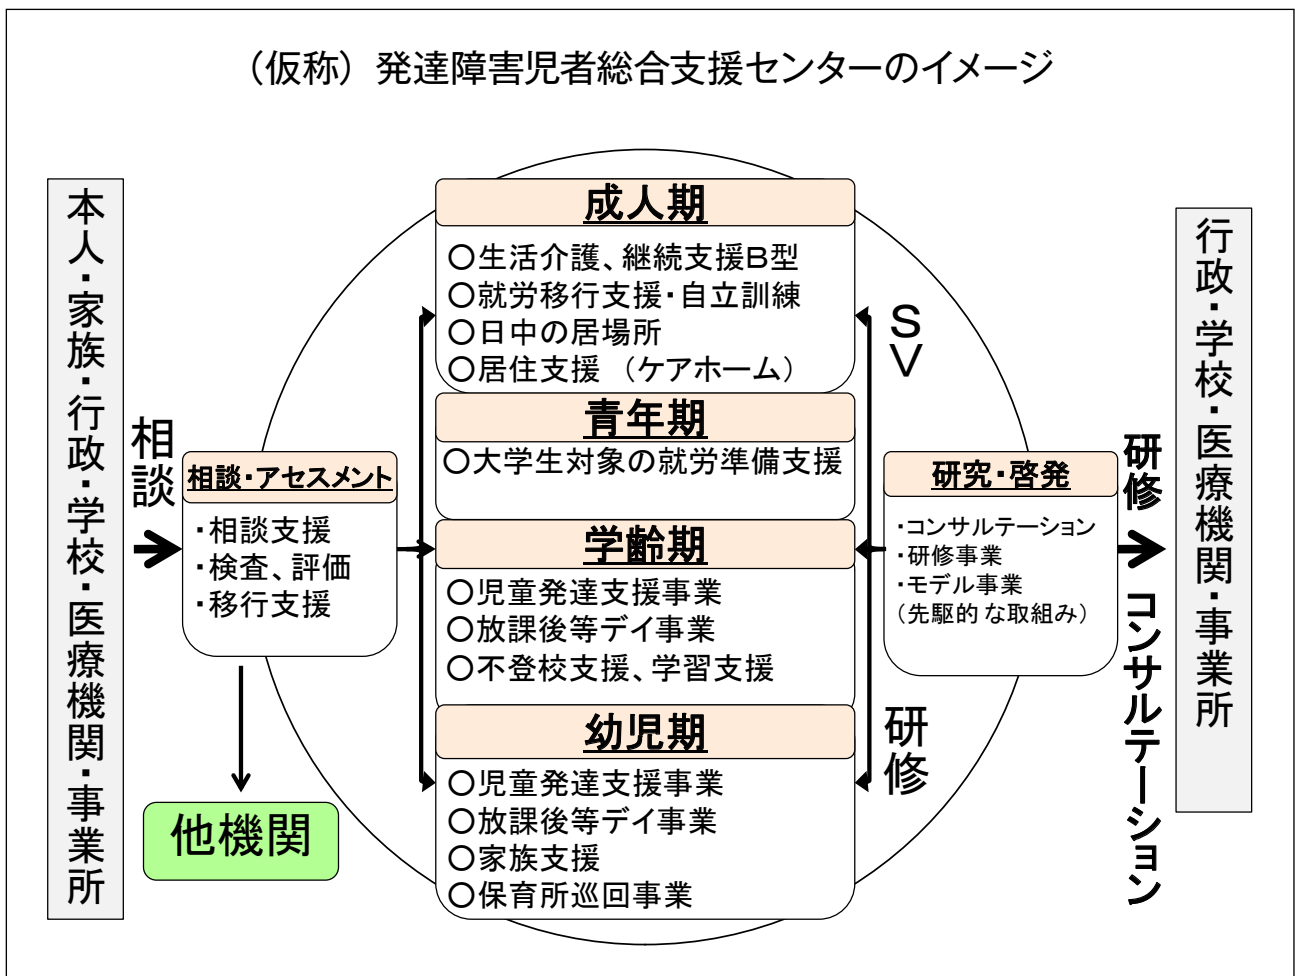 （仮称）発達障害児者総合支援センターのイメージ
本人・家族・行政・学校・医療機関・事業所
相談
相談・アセスメント
・相談支援
・検査、評価
・移行支援
他機関
成人期
○生活介護、継続支援Ｂ型
○就労移行支援・自立訓練
○日中の居場所
○居住支援（ケアホーム）
青年期
○大学生対象の就労準備支援
学齢期
○児童発達支援事業
○放課後等デイ事業
○不登校支援、学習支援
幼児期
○児童発達支援事業
○放課後等デイ事業
○家族支援
○保育所巡回事業
ＳＶ
研修
研究・啓発
・コンサルテーション
・研修事業
・モデル事業
（先駆的な取組み）
研修 コンサルテーション
行政・学校・医療機関・事業所